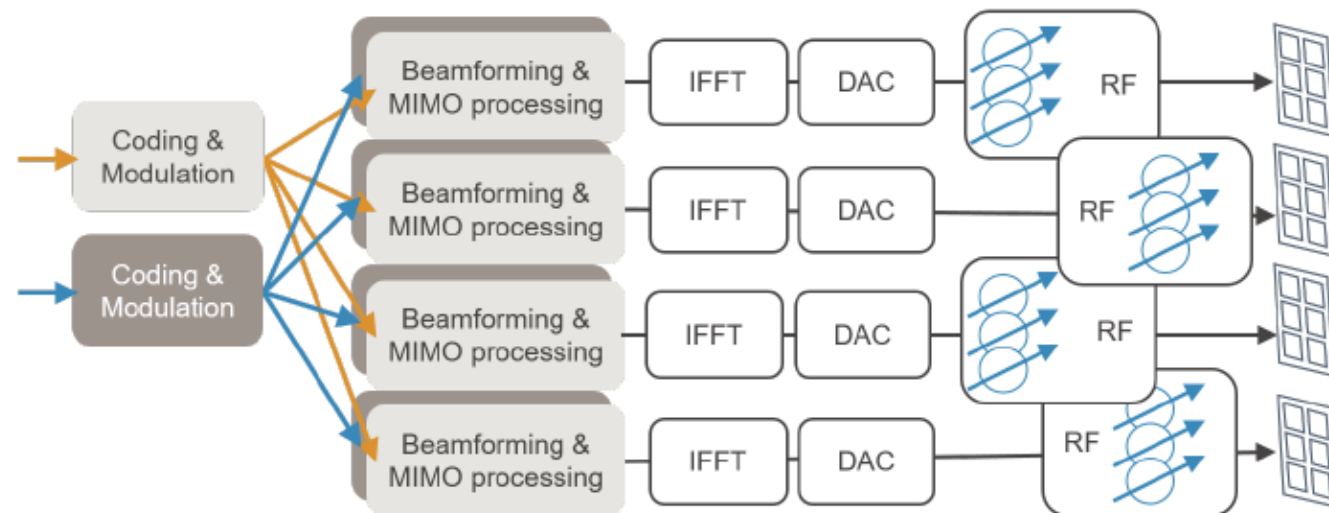 Beamforming &
MIMO processing
IFFT
DAC
RF
Coding &
Modulation
Beamforming &
MIMO processing
IFFT
DAC
RF
Coding &
Modulation
Beamforming &
MIMO processing
IFFT
DAC
RF
Beamforming &
MIMO processing
IFFT
DAC
RF